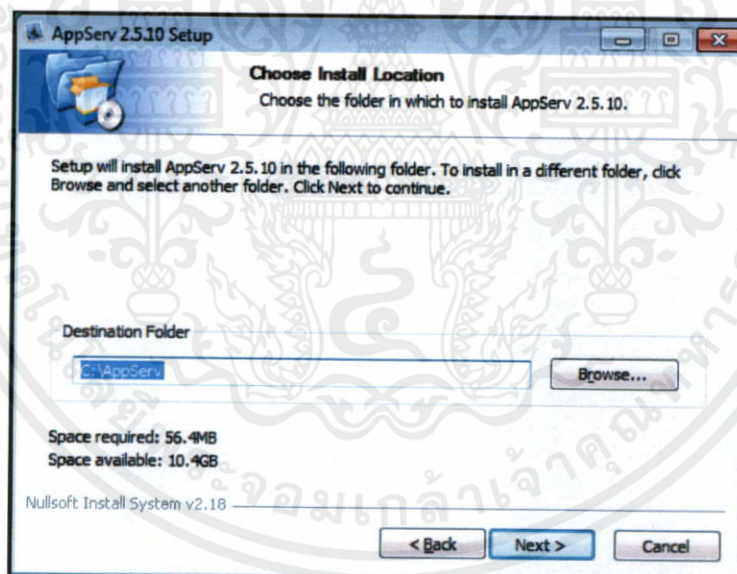 AppServ 2.5.10 Setup
Choose Install Location
Choose the folder in which to install AppServ 2.5.10.
Setup will install AppServ 2.5.10 in the following folder. To install in a different folder, click
Browse and select another folder. Click Next to continue.
Destination Folder
C:\AppServ
Browse...
Space required: 56.4MB
Space available: 10.4GB
Nullsoft Install System v2.18
< Back
Next >
Cancel